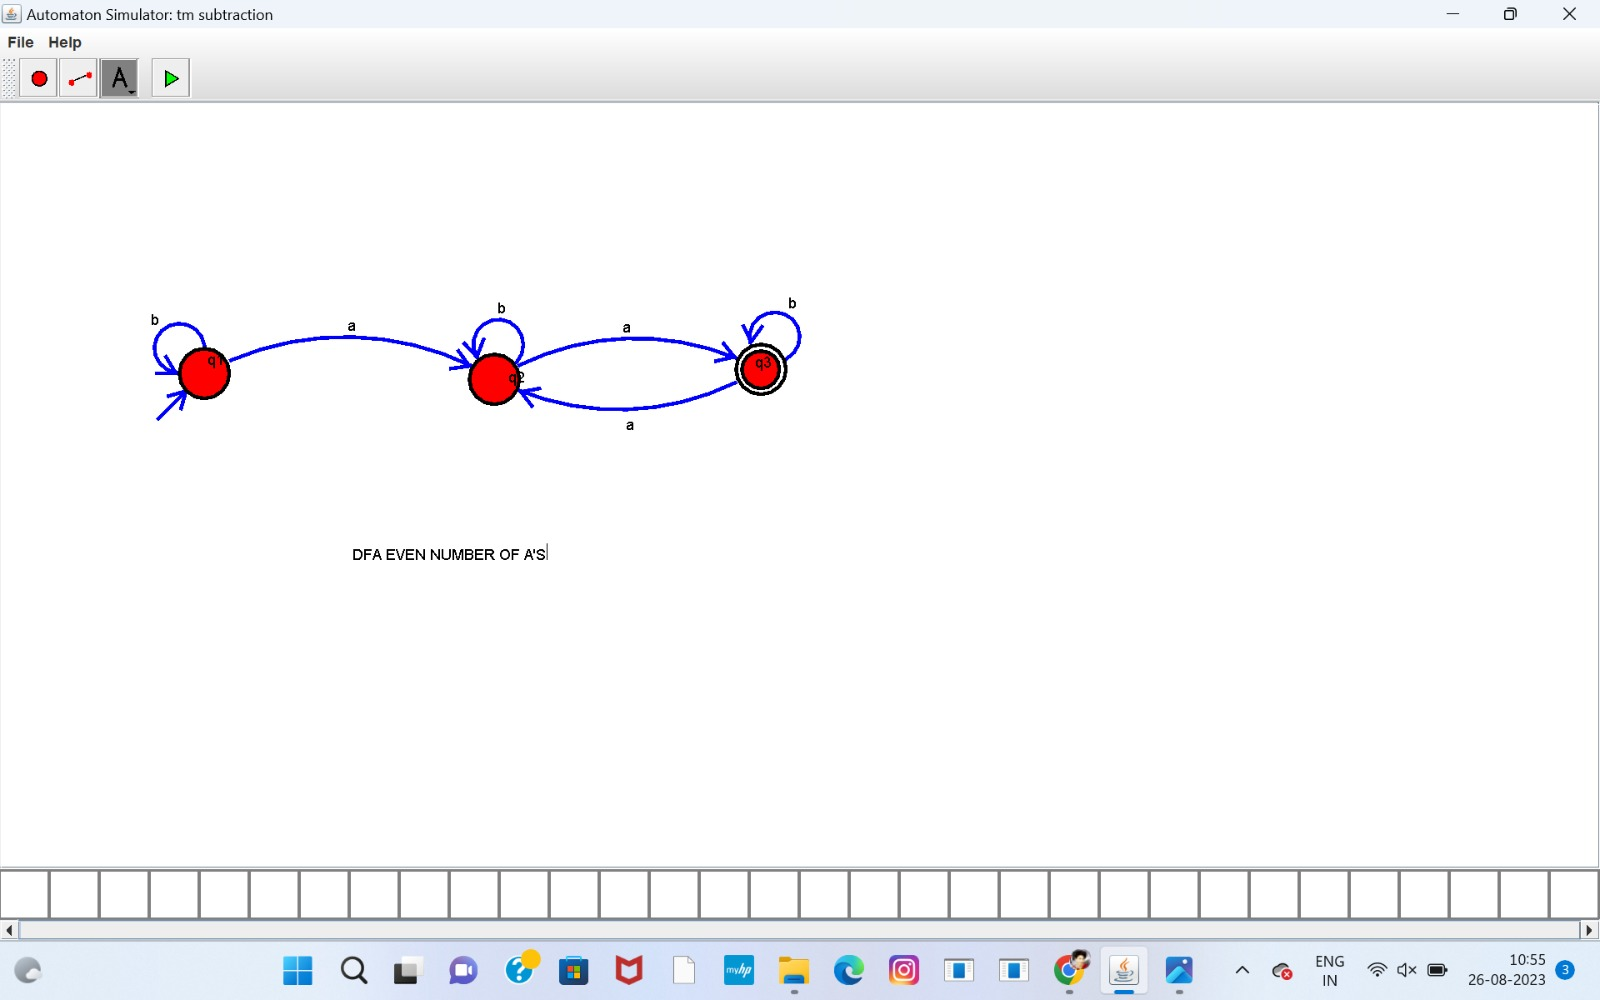 Automaton Simulator: tm subtraction
File Help
A
b
a
b
a
b
q1
q2
q3
a
DFA EVEN NUMBER OF A'S
?
myhp
ENG
IN
10:55
26-08-2023
3